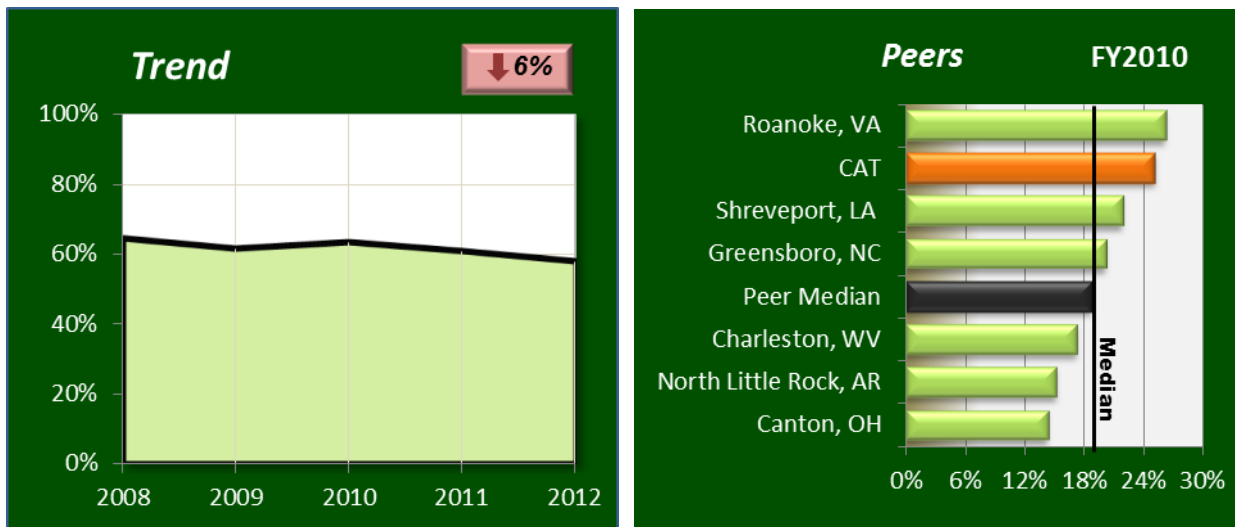 Trend
6%
100%
80%
60%
40%
20%
0%
2008 2009 2010 2011 2012
Peers FY2010
Roanoke, VA
CAT
Shreveport, LA
Greensboro, NC
Peer Median
Charleston, WV
North Little Rock, AR
Canton, OH
Median
0% 6% 12% 18% 24% 30%